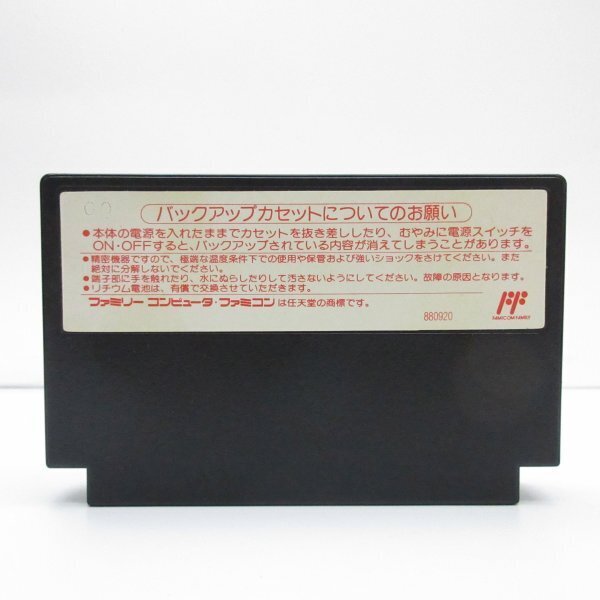 バックアップカセットについてのお願い
●本体の電源を入れたままでカセットを抜き差ししたり、むやみに電源スイッチを
ON・OFFすると、バックアップされている内容が消えてしまうことがあります。
●精密機器ですので、極端な温度条件下での使用や保管および強いショックをさけてください。また
絶対に分解しないでください。
●端子部に手を触れたり、水にぬらしたりして汚さないようにしてください。故障の原因となります。
●リチウム電池は、有償で交換させていただきます。
ファミリー コンピュータ・ファミコン は任天堂の商標です。
880920
FAMICOM FAMILY